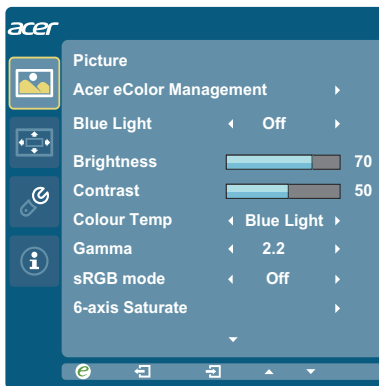 acer
Picture
Acer eColor Management
Blue Light Off
Brightness 70
Contrast 50
Colour Temp Blue Light
Gamma 2.2
sRGB mode Off
6-axis Saturate
e